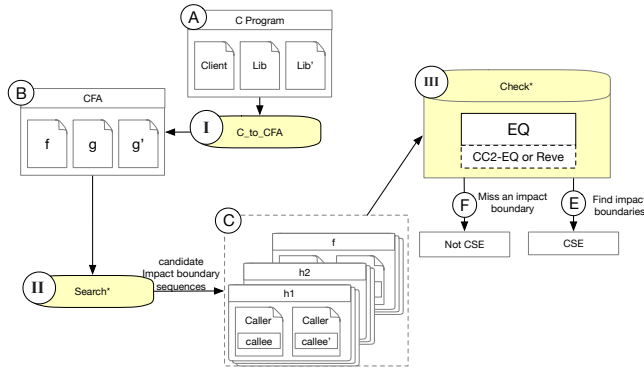 A
C Program
Client
Lib
Lib'
B
CFA
f
g
g'
I
C_to_CFA
III
Check*
EQ
CC2-EQ or Reve
F
Miss an impact
boundary
E
Find impact
boundaries
Not CSE
CSE
II
Search*
candidate
Impact boundary
sequences
C
f
h2
h1
Caller
callee
Caller
callee'